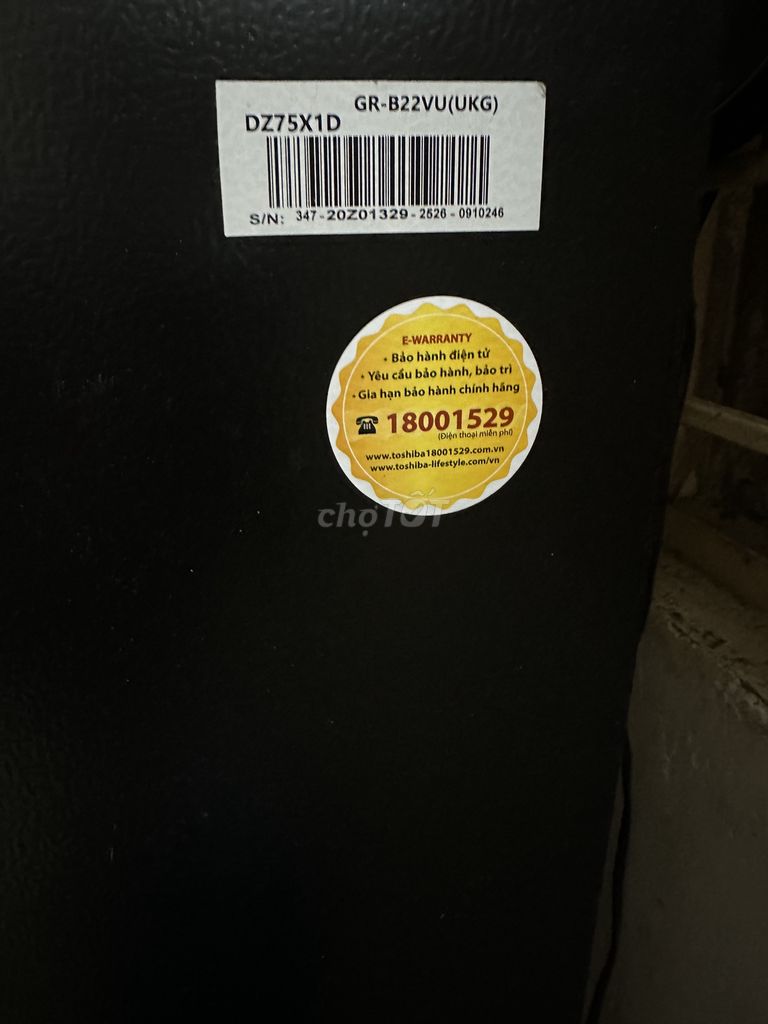 GR-B22VU(UKG)
DZ75X1D
S/N: 347-20Z01329-2526-0910246
E-WARRANTY
• Bảo hành điện tử
• Yêu cầu bảo hành, bảo trì
• Gia hạn bảo hành chính hãng
18001529
(Điện thoại miễn phí)
www.toshiba18001529.com.vn
www.toshiba-lifestyle.com/vn
chợTỐT